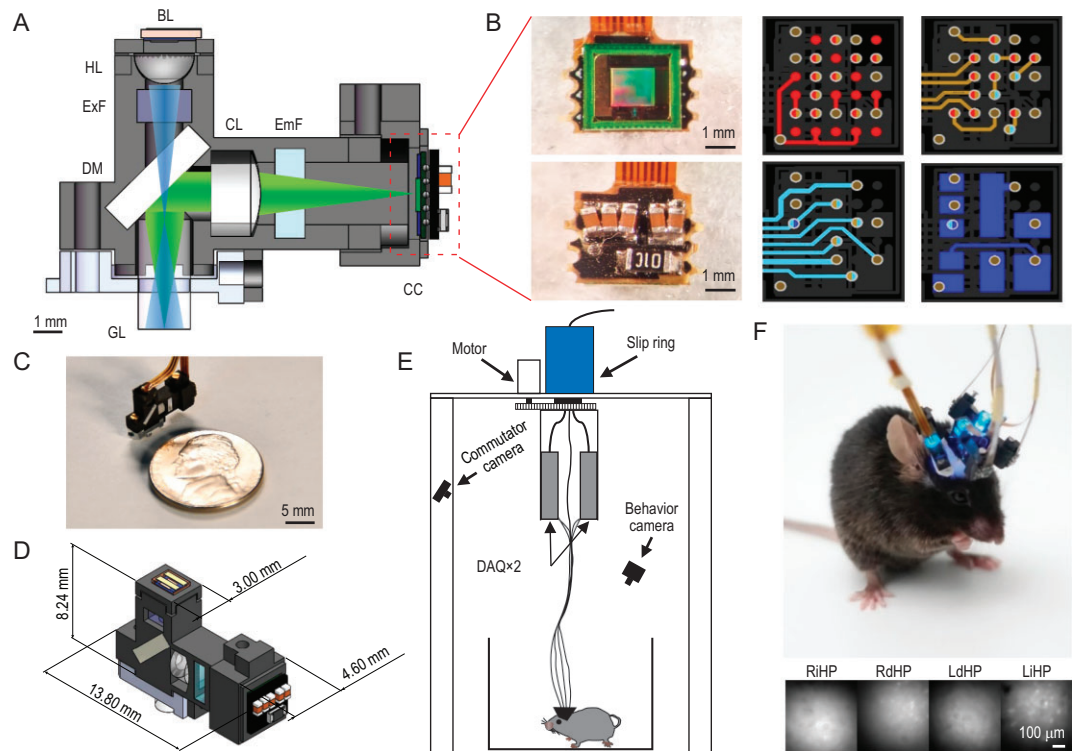 A
BL
HL
ExF
CL
EmF
DM
CC
GL
1 mm
B
1 mm
C10
1 mm
C
5 mm
D
8.24 mm
3.00 mm
13.80 mm
4.60 mm
E
Motor
Slip ring
Commutator
camera
Behavior
camera
DAQ×2
F
RiHP
RdHP
LdHP
LiHP
100 μm